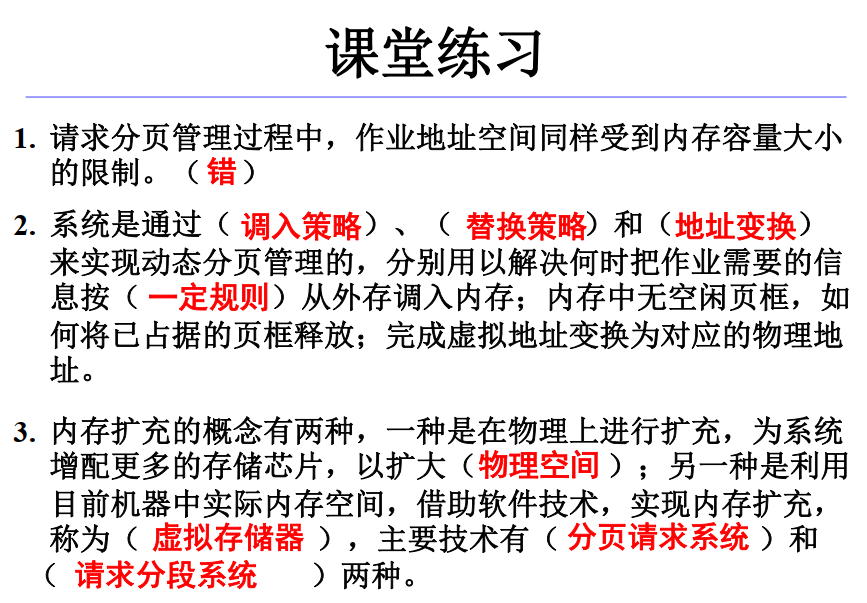 课堂练习
1. 请求分页管理过程中，作业地址空间同样受到内存容量大小
的限制。（ 错 ）
2. 系统是通过（ 调入策略）、（ 替换策略）和（地址变换）
来实现动态分页管理的，分别用以解决何时把作业需要的信
息按（ 一定规则）从外存调入内存；内存中无空闲页框，如
何将已占据的页框释放；完成虚拟地址变换为对应的物理地
址。
3. 内存扩充的概念有两种，一种是在物理上进行扩充，为系统
增配更多的存储芯片，以扩大（物理空间 ）；另一种是利用
目前机器中实际内存空间，借助软件技术，实现内存扩充，
称为（ 虚拟存储器 ），主要技术有（ 分页请求系统 ）和
（ 请求分段系统 ）两种。